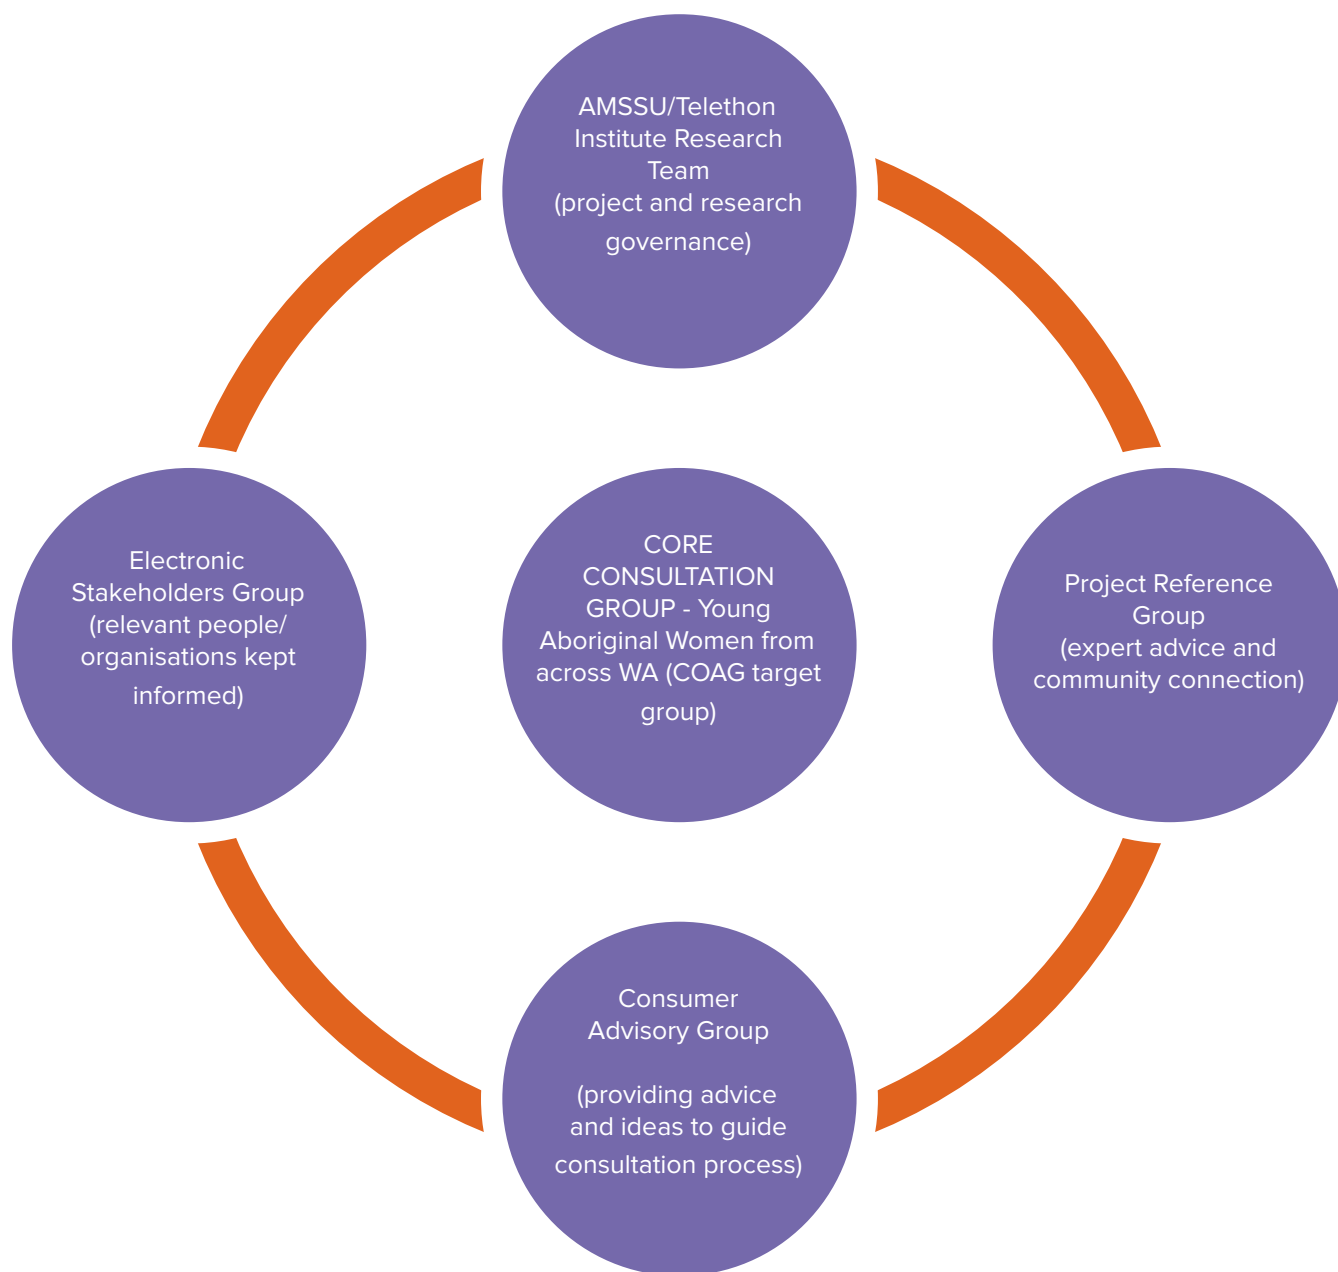 AMSSU/Telethon
Institute Research
Team
(project and research
governance)
Electronic
Stakeholders Group
(relevant people/
organisations kept
informed)
CORE
CONSULTATION
GROUP - Young
Aboriginal Women from
across WA (COAG target
group)
Project Reference
Group
(expert advice and
community connection)
Consumer
Advisory Group
(providing advice
and ideas to guide
consultation process)